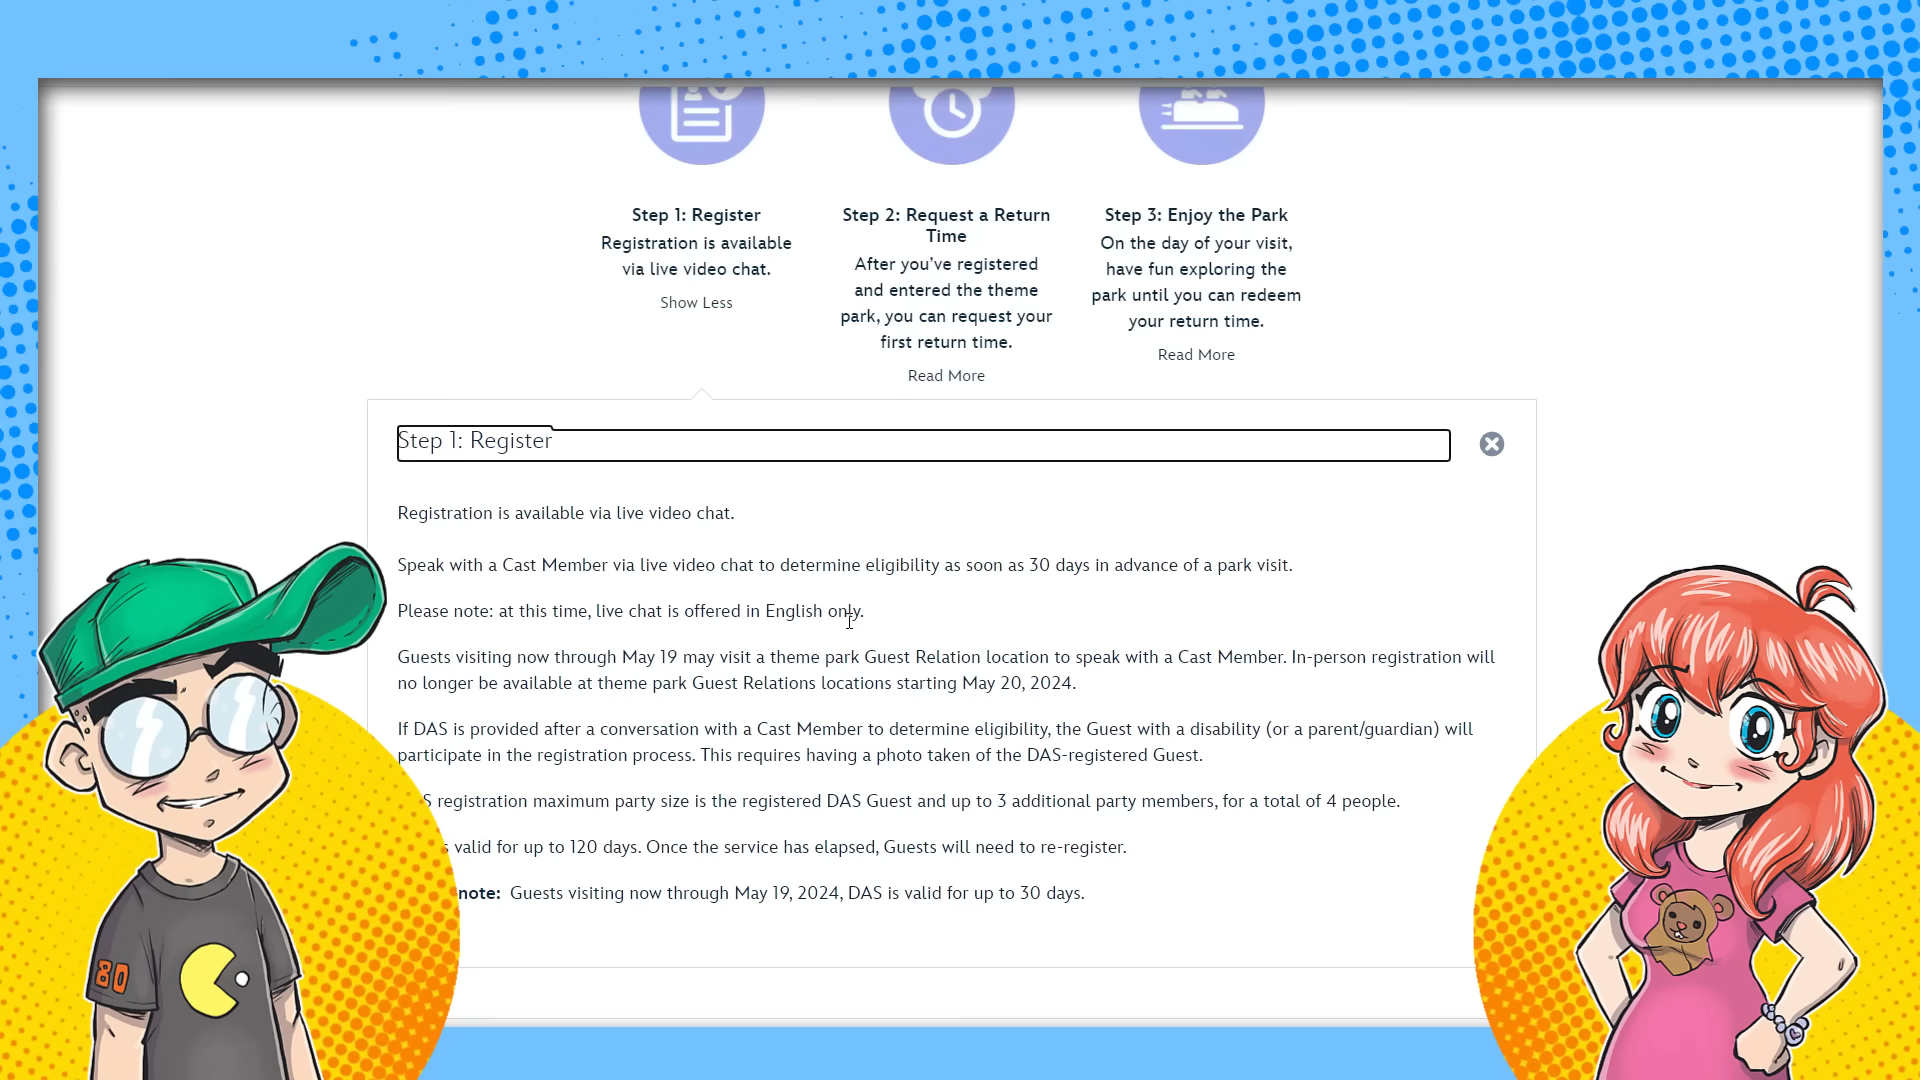 Step 1: Register
Registration is available
via live video chat.
Show Less
Step 2: Request a Return
Time
After you've registered
and entered the theme
park, you can request your
first return time.
Read More
Step 3: Enjoy the Park
On the day of your visit,
have fun exploring the
park until you can redeem
your return time.
Read More
Step 1: Register
Registration is available via live video chat.
Speak with a Cast Member via live video chat to determine eligibility as soon as 30 days in advance of a park visit.
Please note: at this time, live chat is offered in English only.
Guests visiting now through May 19 may visit a theme park Guest Relation location to speak with a Cast Member. In-person registration will
no longer be available at theme park Guest Relations locations starting May 20, 2024.
If DAS is provided after a conversation with a Cast Member to determine eligibility, the Guest with a disability (or a parent/guardian) will
participate in the registration process. This requires having a photo taken of the DAS-registered Guest.
registration maximum party size is the registered DAS Guest and up to 3 additional party members, for a total of 4 people.
valid for up to 120 days. Once the service has elapsed, Guests will need to re-register.
note: Guests visiting now through May 19, 2024, DAS is valid for up to 30 days.
80